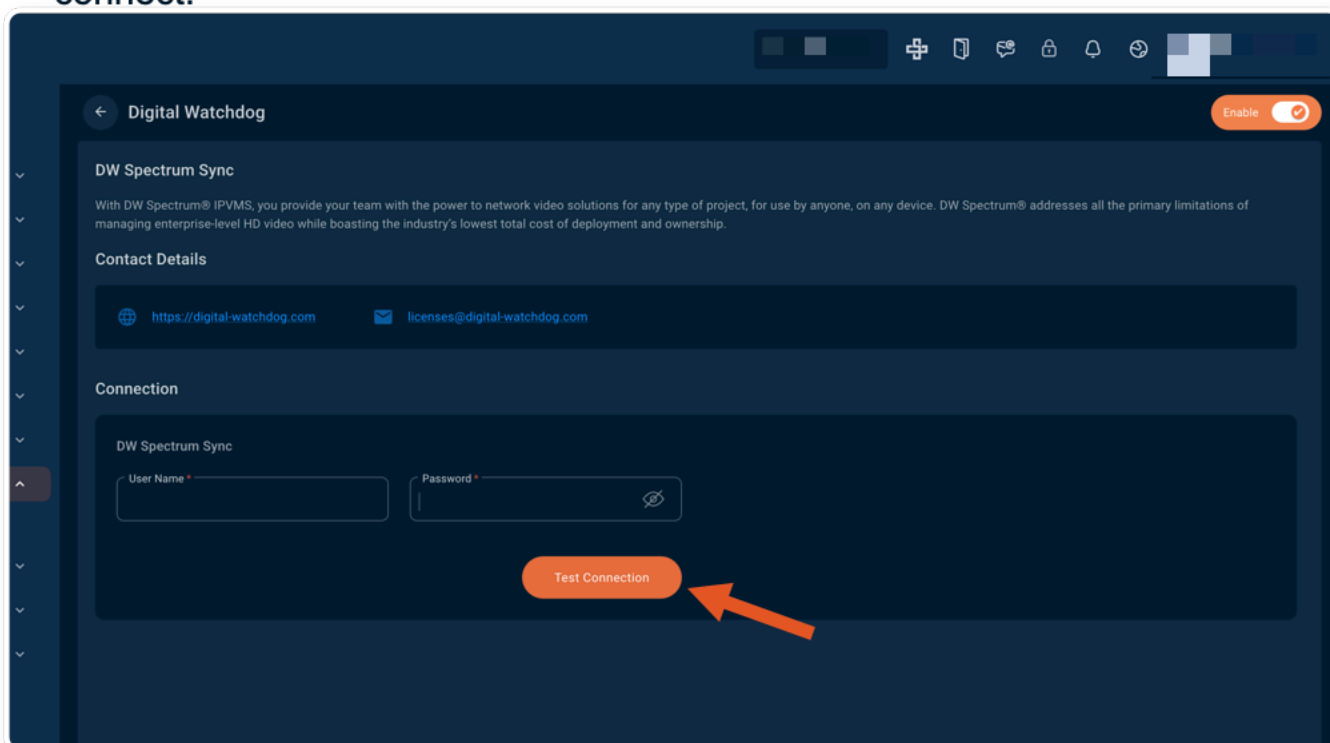 connect.
Digital Watchdog
Enable
DW Spectrum Sync
With DW Spectrum® IPVMS, you provide your team with the power to network video solutions for any type of project, for use by anyone, on any device. DW Spectrum® addresses all the primary limitations of
managing enterprise-level HD video while boasting the industry's lowest total cost of deployment and ownership.
Contact Details
https://digital-watchdog.com
licenses@digital-watchdog.com
Connection
DW Spectrum Sync
User Name *
Password *
Test Connection